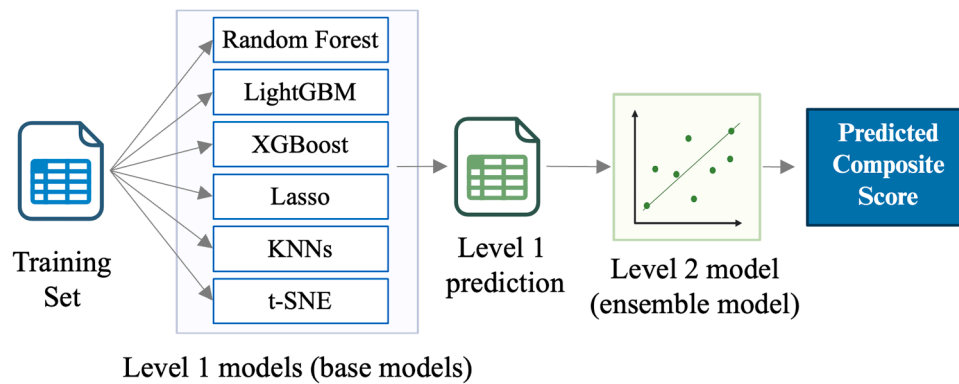 Training
Set
Random Forest
LightGBM
XGBoost
Lasso
KNNs
t-SNE
Level 1 models (base models)
Level 1
prediction
Level 2 model
(ensemble model)
Predicted
Composite
Score